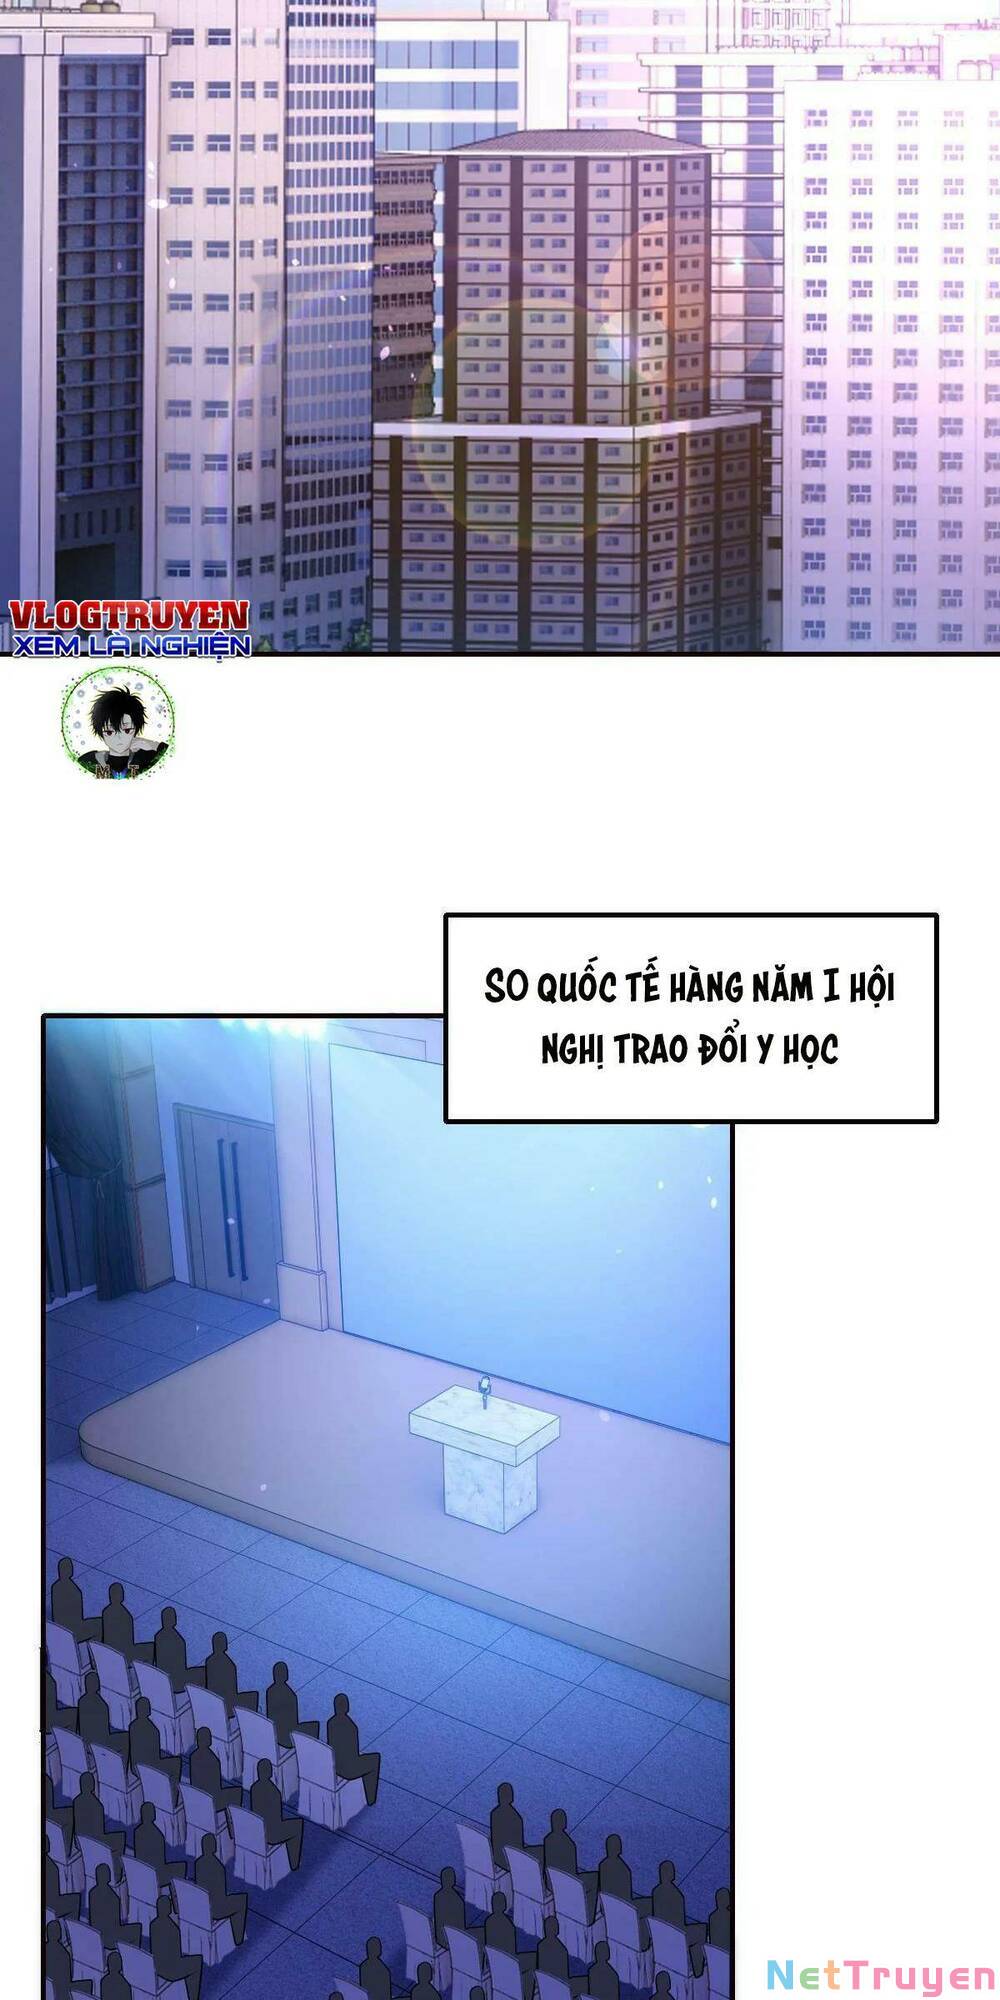 VLOGTRUYEN
XEM LÀ NGHIỆN
M T
SO QUỐC TẾ HÀNG NĂM I HỘI
NGHỊ TRAO ĐỔI Y HỌC
NetTruyen